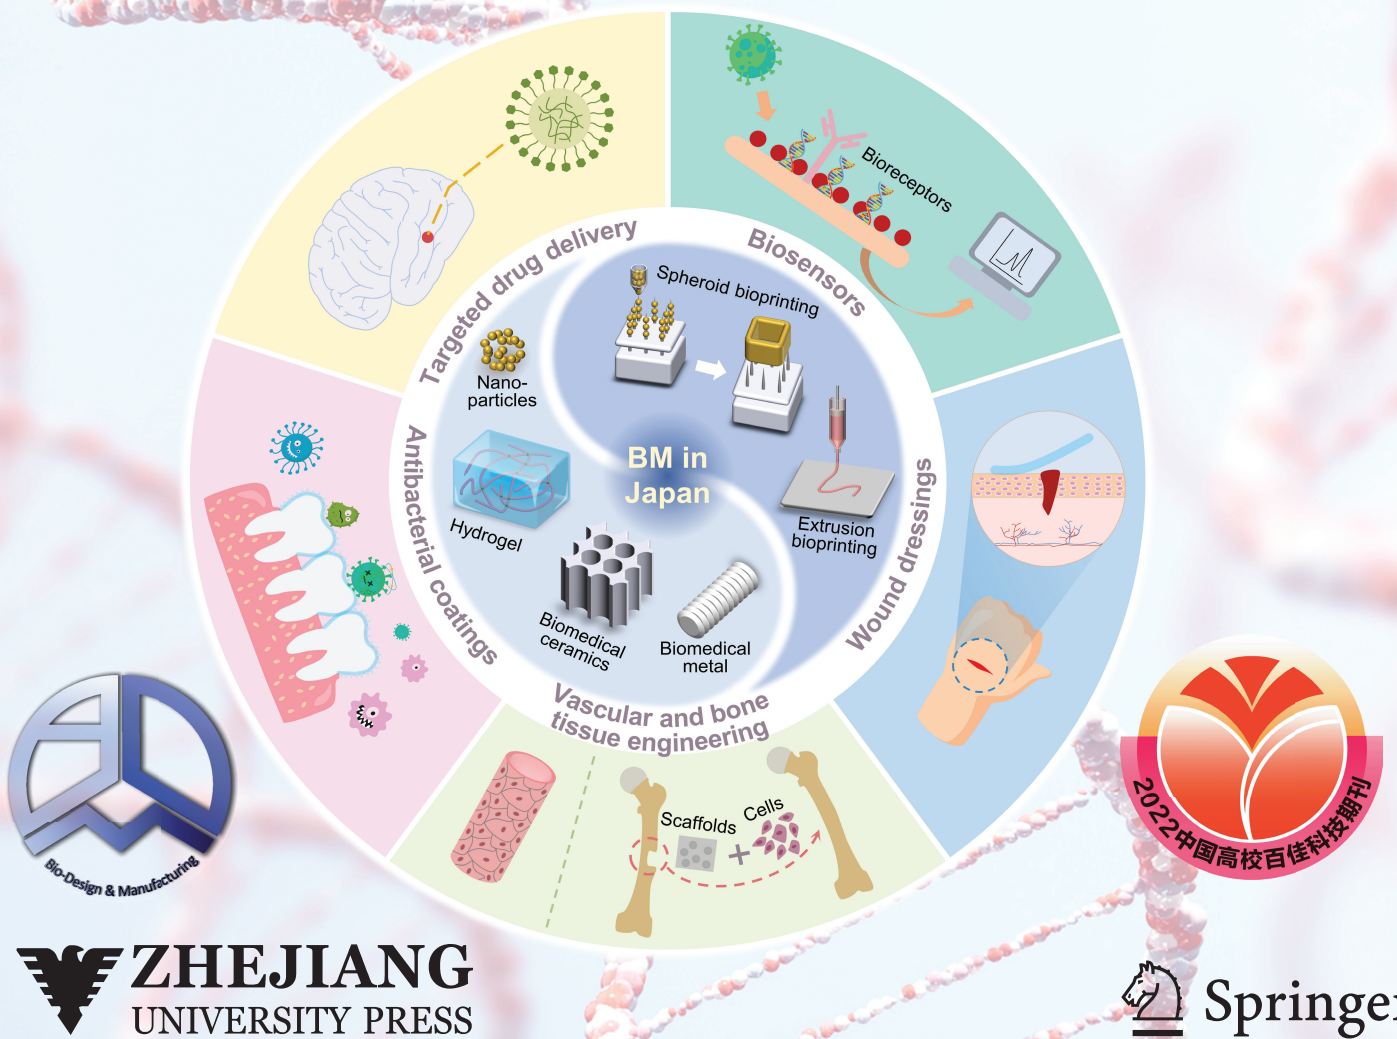 Targeted drug delivery
Biosensors
Bioreceptors
Spheroid bioprinting
Nano-
particles
BM in
Japan
Hydrogel
Extrusion
bioprinting
Antibacterial coatings
Wound dressings
Biomedical
ceramics
Biomedical
metal
Vascular and bone
tissue engineering
Scaffolds
Cells
Bio-Design & Manufacturing
2022中国高校百佳科技期刊
ZHEJIANG
UNIVERSITY PRESS
Springer